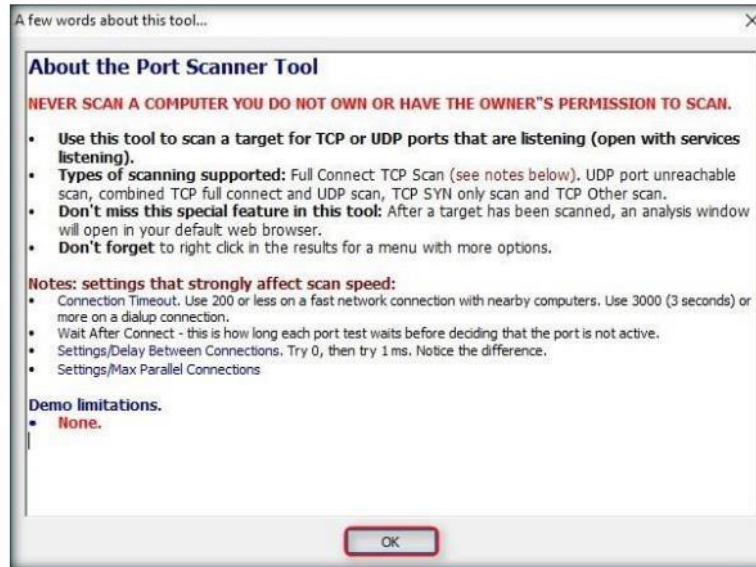 A few words about this tool...
About the Port Scanner Tool
NEVER SCAN A COMPUTER YOU DO NOT OWN OR HAVE THE OWNER"S PERMISSION TO SCAN.
• Use this tool to scan a target for TCP or UDP ports that are listening (open with services
listening).
• Types of scanning supported: Full Connect TCP Scan (see notes below). UDP port unreachable
scan, combined TCP full connect and UDP scan, TCP SYN only scan and TCP Other scan.
• Don't miss this special feature in this tool: After a target has been scanned, an analysis window
will open in your default web browser.
• Don't forget to right click in the results for a menu with more options.
Notes: settings that strongly affect scan speed:
• Connection Timeout. Use 200 or less on a fast network connection with nearby computers. Use 3000 (3 seconds) or
more on a dialup connection.
• Wait After Connect - this is how long each port test waits before deciding that the port is not active.
• Settings/Delay Between Connections. Try 0, then try 1 ms. Notice the difference.
• Settings/Max Parallel Connections
Demo limitations.
• None.
OK